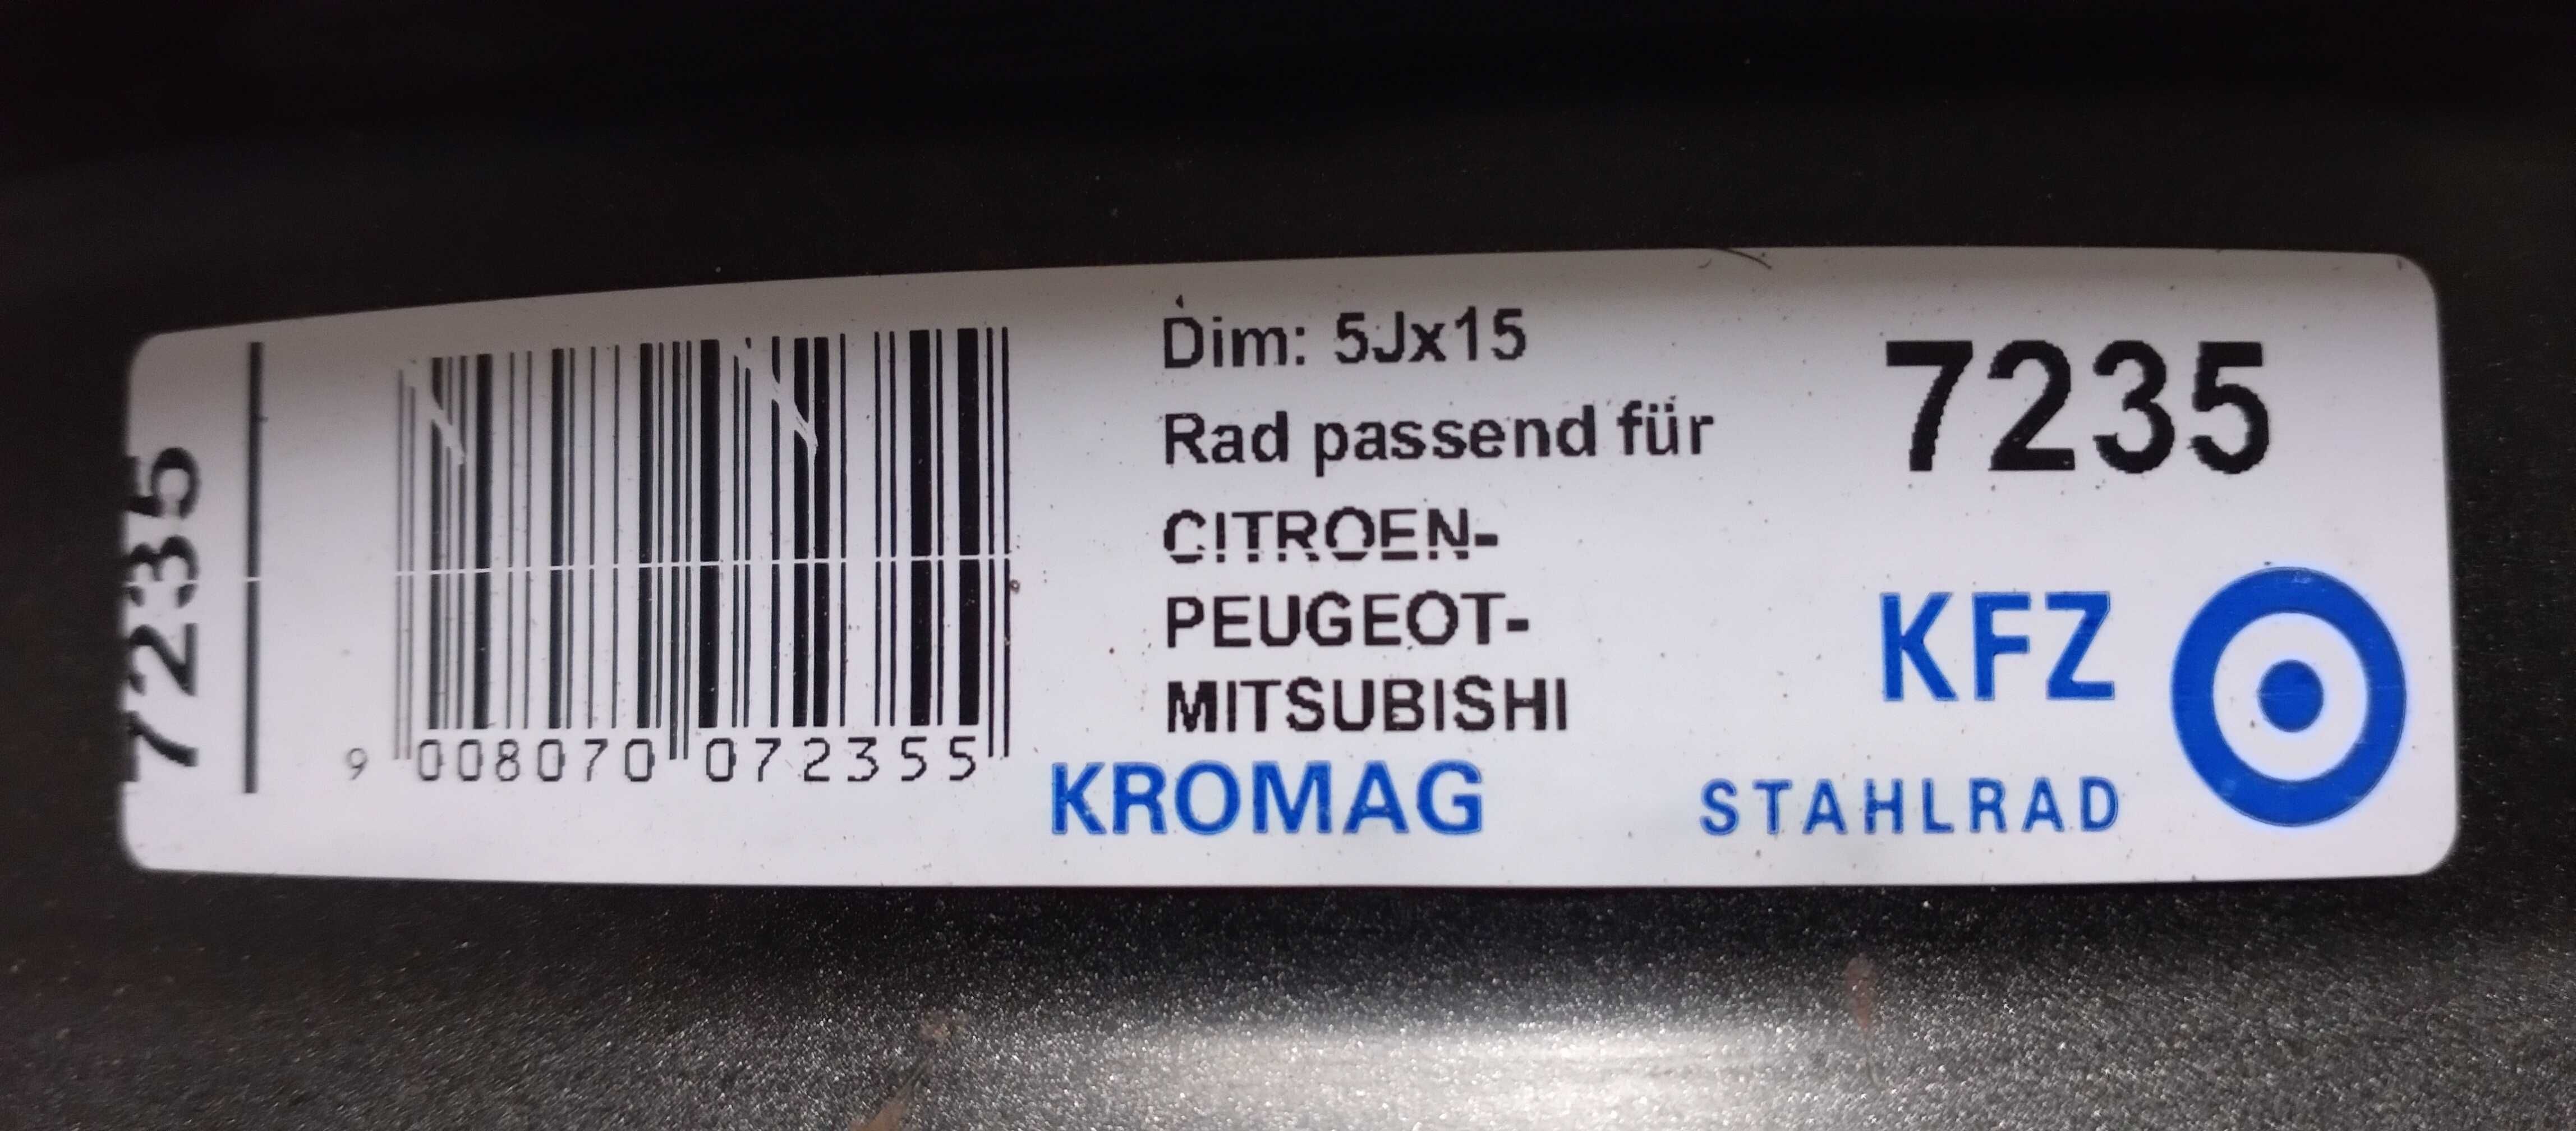 7235
9 008070 072355
Dim: 5Jx15
Rad passend für
CITROEN-
PEUGEOT-
MITSUBISHI
KROMAG
7235
KFZ
STAHLRAD